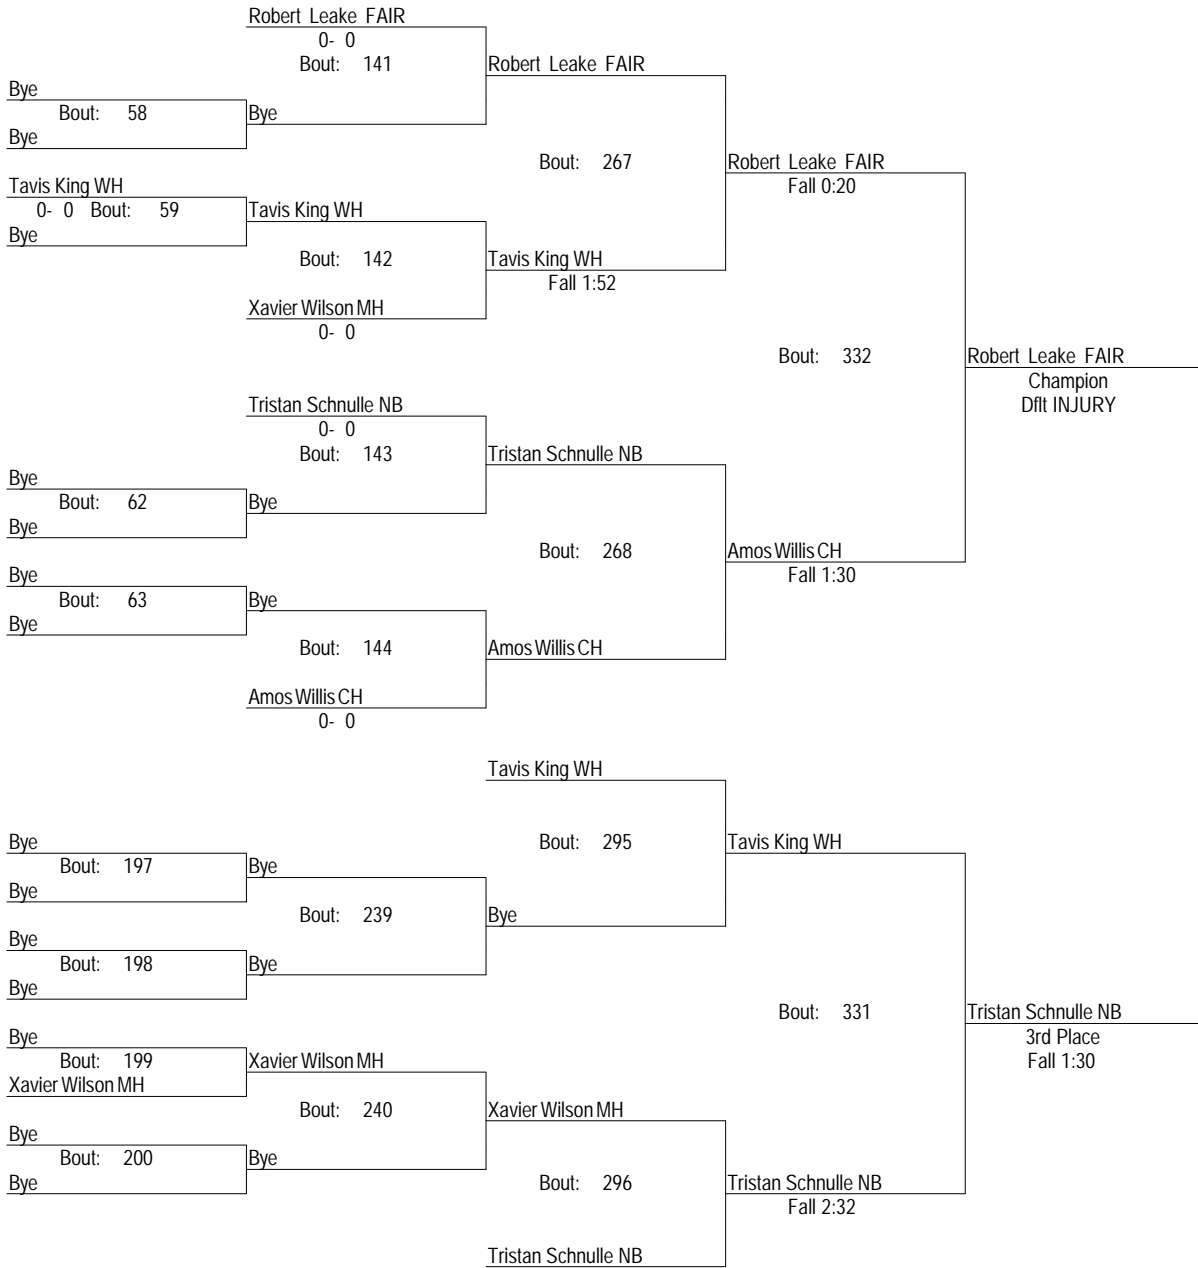 Robert Leake FAIR
0- 0
Bout: 141
Robert Leake FAIR
Bye
Bout: 58
Bye
Bye
Bout: 267
Robert Leake FAIR
Fall 0:20
Tavis King WH
0- 0 Bout: 59
Tavis King WH
Bye
Bout: 142
Tavis King WH
Fall 1:52
Xavier Wilson MH
0- 0
Bout: 332
Robert Leake FAIR
Champion
Dflt INJURY
Tristan Schnulle NB
0- 0
Bout: 143
Tristan Schnulle NB
Bye
Bout: 62
Bye
Bye
Bout: 268
Amos Willis CH
Fall 1:30
Bye
Bout: 63
Bye
Bye
Bout: 144
Amos Willis CH
Amos Willis CH
0- 0
Tavis King WH
Bout: 295
Tavis King WH
Bye
Bout: 197
Bye
Bye
Bout: 239
Bye
Bye
Bout: 198
Bye
Bye
Bout: 331
Tristan Schnulle NB
3rd Place
Fall 1:30
Bye
Bout: 199
Xavier Wilson MH
Xavier Wilson MH
Bout: 240
Xavier Wilson MH
Bye
Bout: 200
Bye
Bye
Bout: 296
Tristan Schnulle NB
Fall 2:32
Tristan Schnulle NB